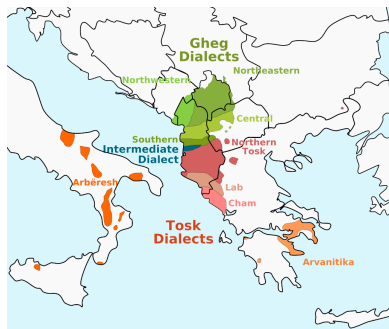 Gheg
Dialects
Northwestern
Northeastern
Central
Southern
Intermediate
Dialect
Northern
Tosk
Arbëresh
Lab
Cham
Tosk
Dialects
Arvanitika